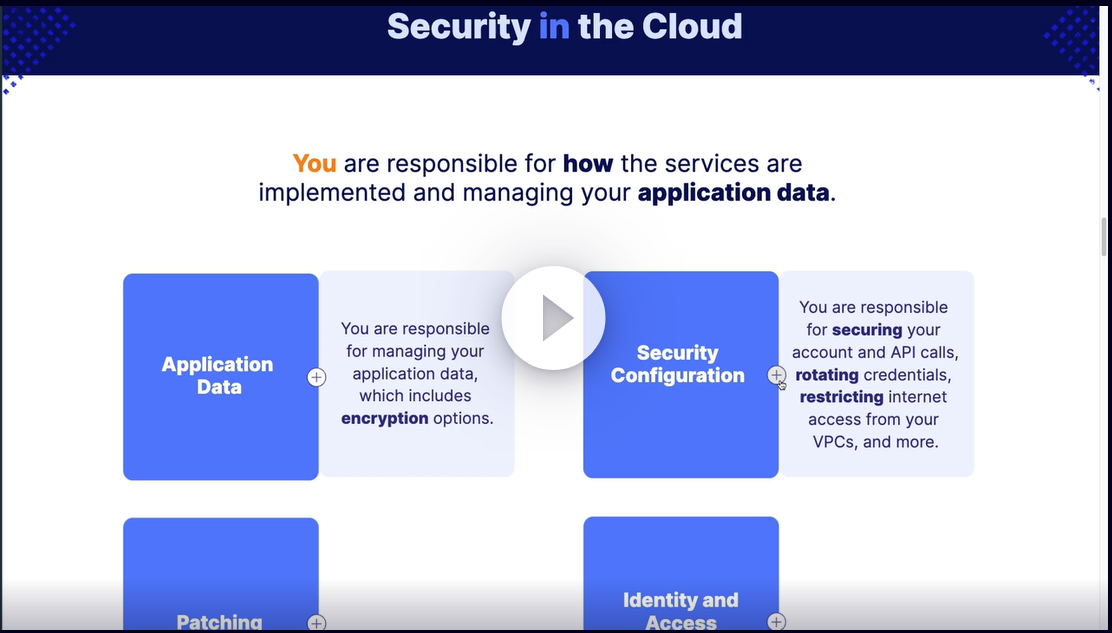 Security in the Cloud
You are responsible for how the services are
implemented and managing your application data.
Application
Data
You are responsible
for managing your
application data,
which includes
encryption options.
Security
Configuration
You are responsible
for securing your
account and API calls,
rotating credentials,
restricting internet
access from your
VPCs, and more.
Patching
Identity and
Access